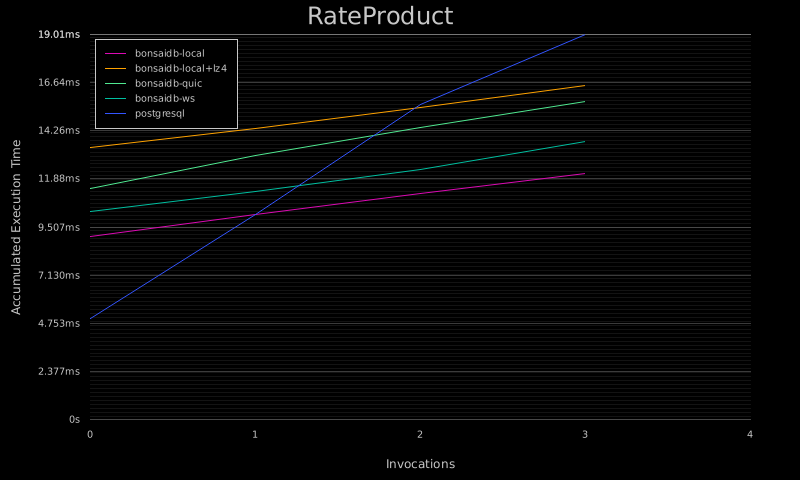 RateProduct
19.01ms
16.64ms
14.26ms
11.88ms
9.507ms
7.130ms
4.753ms
2.377ms
0s
bonsaidb-local
bonsaidb-local+lz4
bonsaidb-quic
bonsaidb-ws
postgresql
Accumulated Execution Time
0 1 2 3 4
Invocations